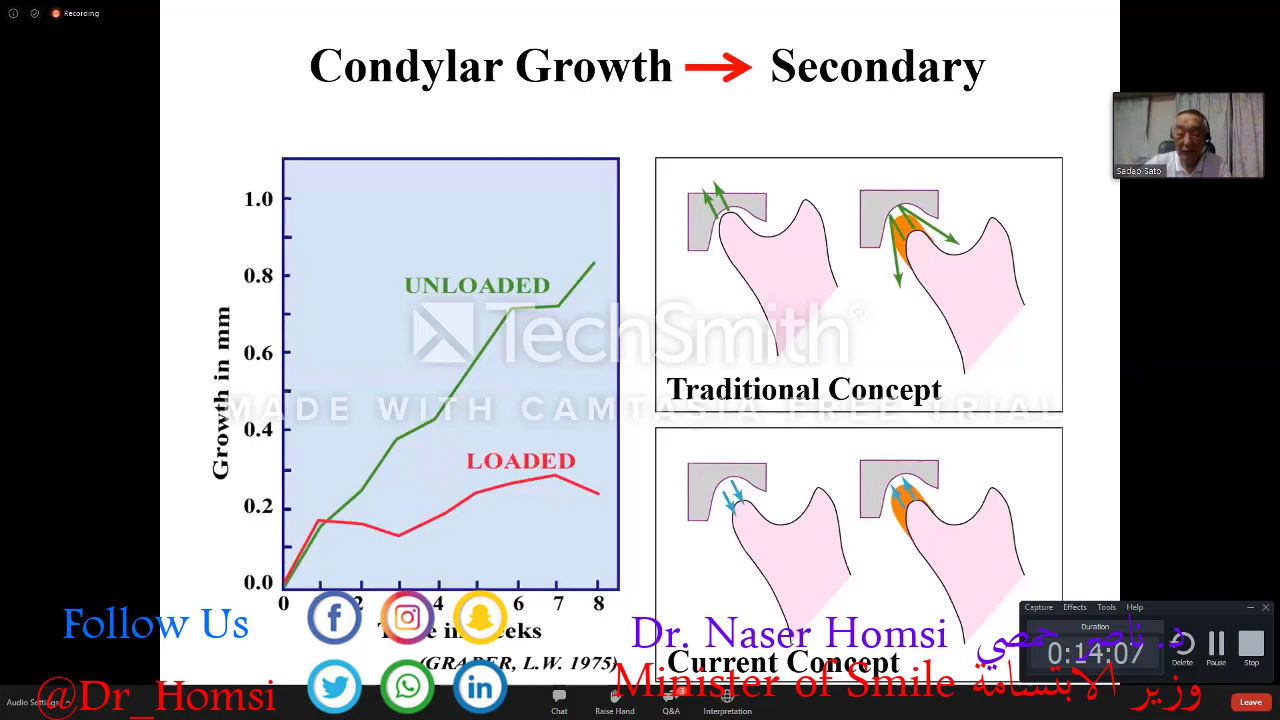 Recording
Condylar Growth → Secondary
Sadao Sato
1.0
0.8
0.6
0.4
0.2
0.0
Growth in mm
UNLOADED
LOADED
0 2 4 6 7 8
(GRABER, L.W. 1975)
Traditional Concept
Current Concept
TechSmith
MADE WITH CAMTASIA FREE TRIAL
Follow Us
@Dr_Homsi
Dr. Naser Homsi د. ناصر حمصي
Minister of Smile وزير الابتسامة
Capture Effects Tools Help
Duration
0:14:07
Delete Pause Stop
Audio Settings
Chat
Raise Hand
3
Q&A
Interpretation
Leave